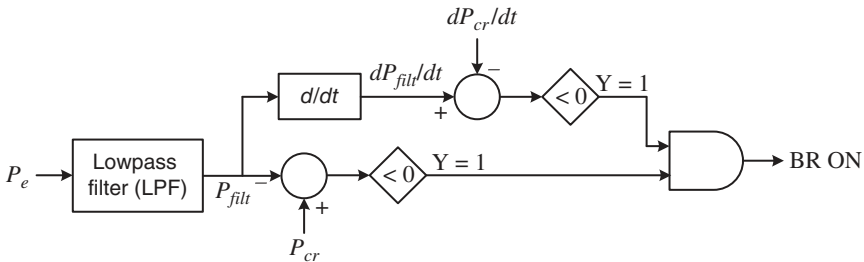 dP_cr/dt
−
d/dt
dP_filt/dt
+
< 0
Y = 1
P_e
Lowpass
filter (LPF)
P_filt
−
+
P_cr
< 0
Y = 1
BR ON